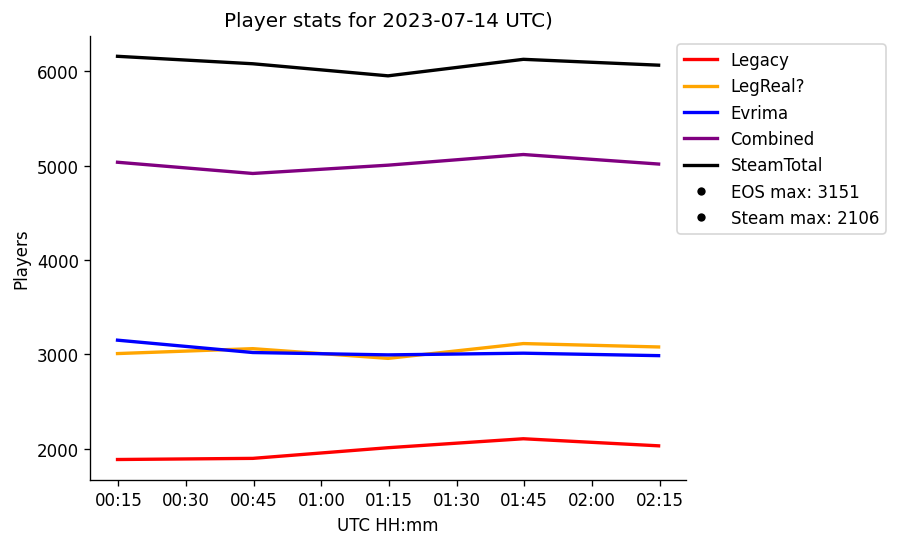 Player stats for 2023-07-14 UTC)
Legacy
LegReal?
Evrima
Combined
SteamTotal
EOS max: 3151
Steam max: 2106
Players
6000
5000
4000
3000
2000
00:15 00:30 00:45 01:00 01:15 01:30 01:45 02:00 02:15
UTC HH:mm